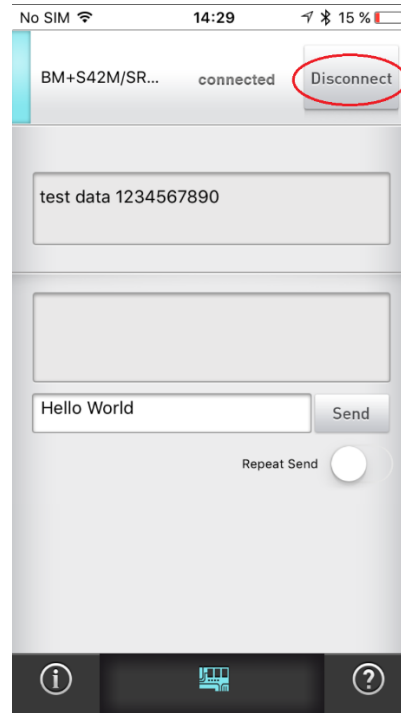 No SIM 14:29 15 %
BM+S42M/SR... connected Disconnect
test data 1234567890
Hello World Send
Repeat Send
i ?